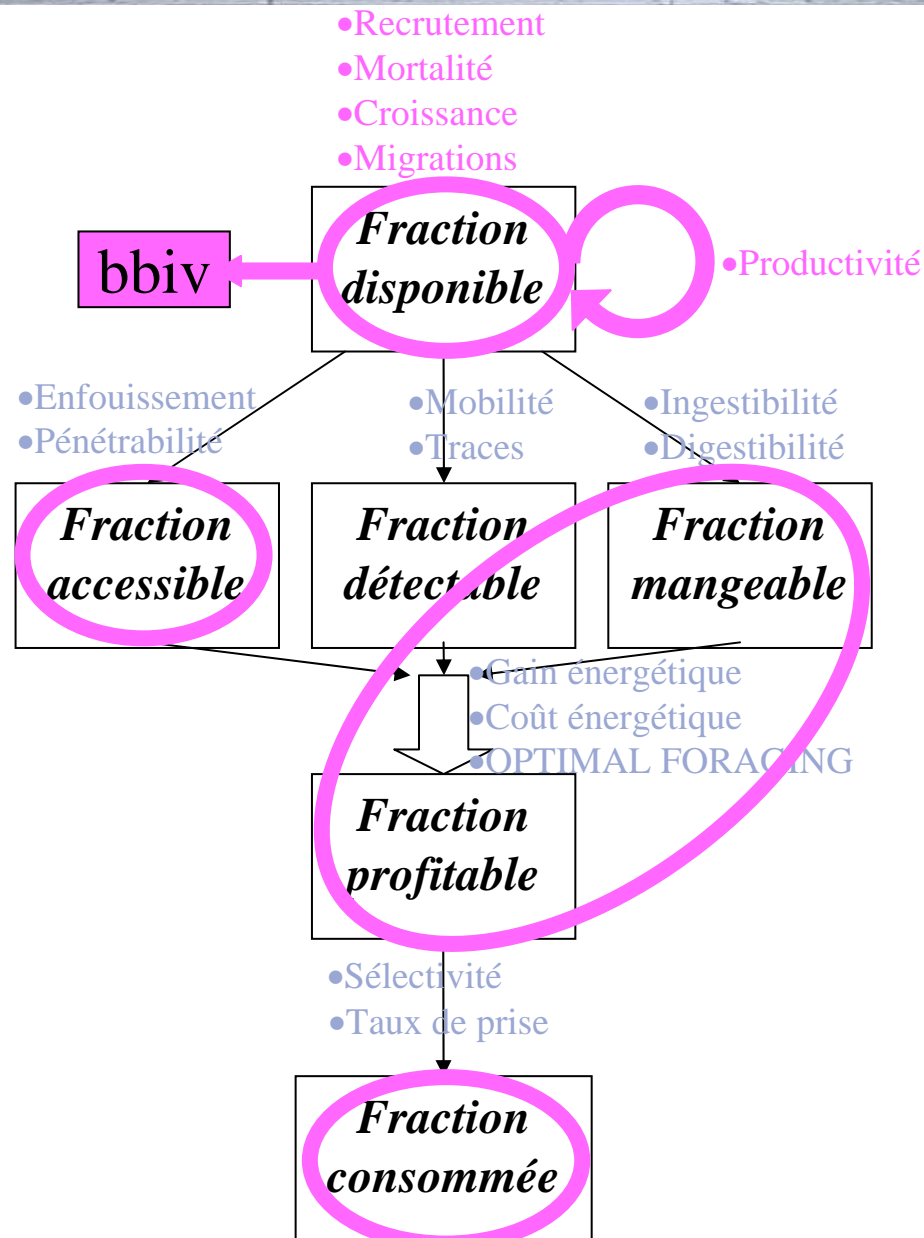 •Recrutement
•Mortalité
•Croissance
•Migrations
Fraction
disponible
bbiv
•Productivité
•Enfouissement
•Pénétrabilité
•Mobilité
•Traces
•Ingestibilité
•Digestibilité
Fraction
accessible
Fraction
détectable
Fraction
mangeable
•Gain énergétique
•Coût énergétique
•OPTIMAL FORAGING
Fraction
profitable
•Sélectivité
•Taux de prise
Fraction
consommée